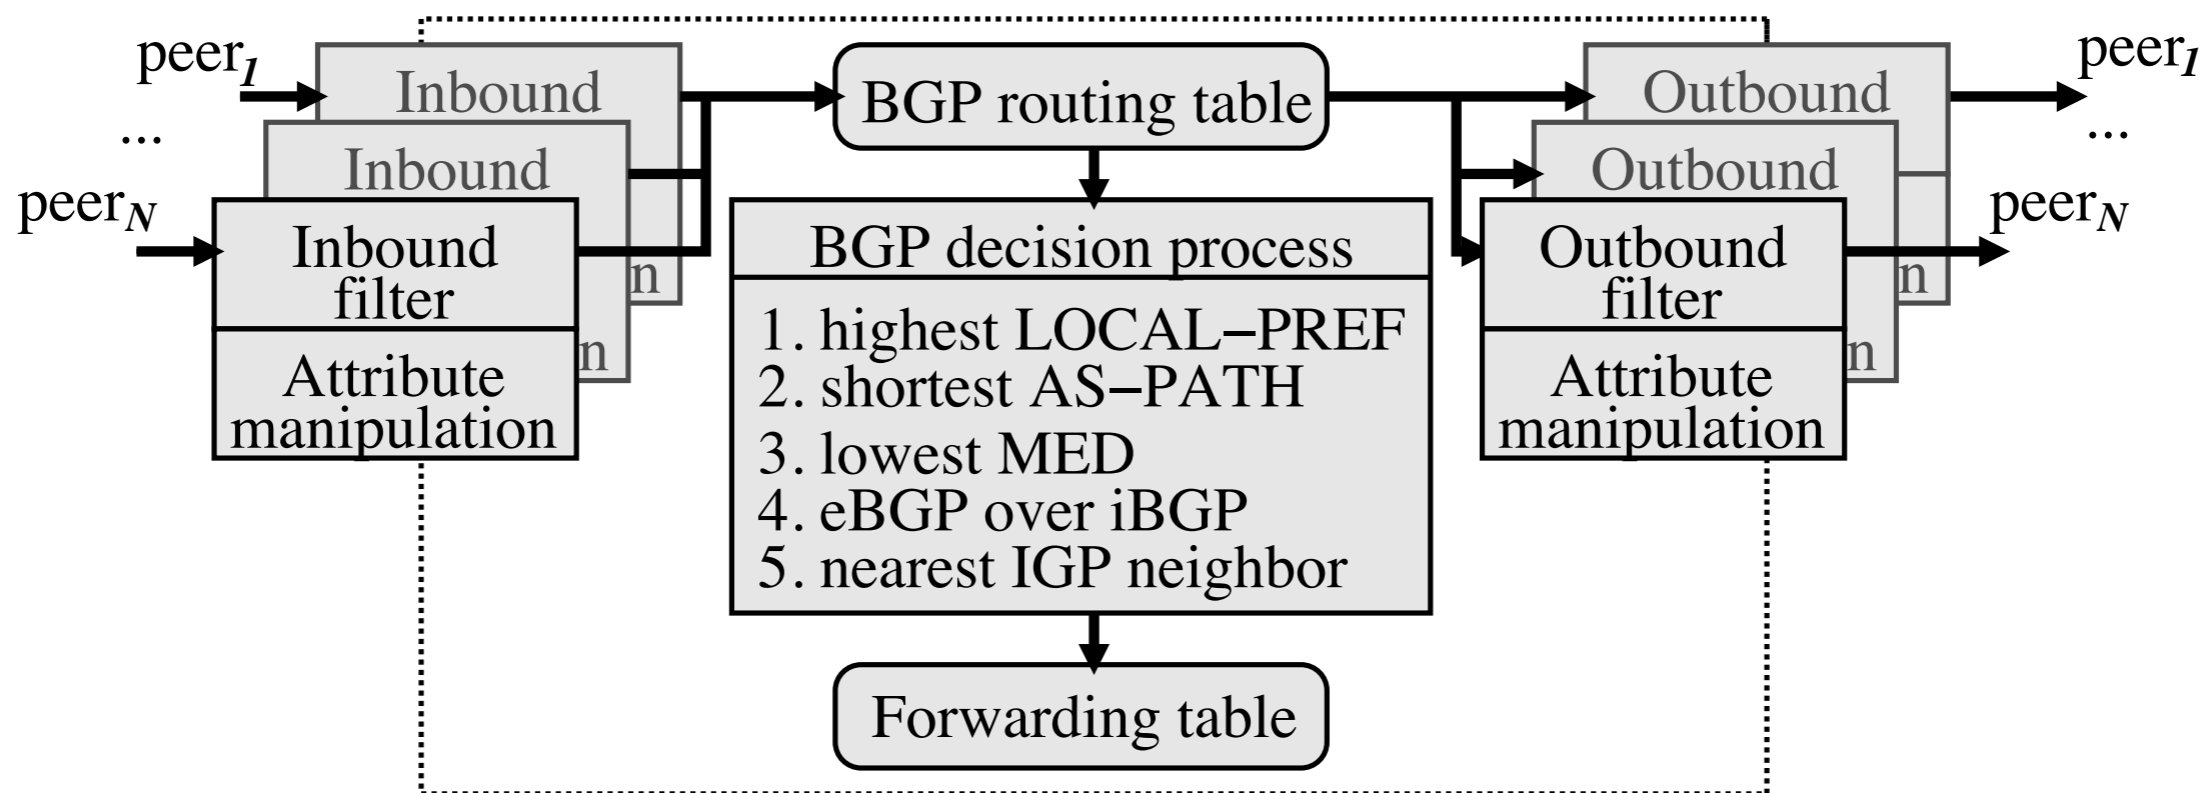 peer1
...
peerN
Inbound
Inbound
n
n
Inbound
filter
Attribute
manipulation
BGP routing table
BGP decision process
1. highest LOCAL–PREF
2. shortest AS–PATH
3. lowest MED
4. eBGP over iBGP
5. nearest IGP neighbor
Forwarding table
Outbound
Outbound
n
n
Outbound
filter
Attribute
manipulation
peer1
...
peerN